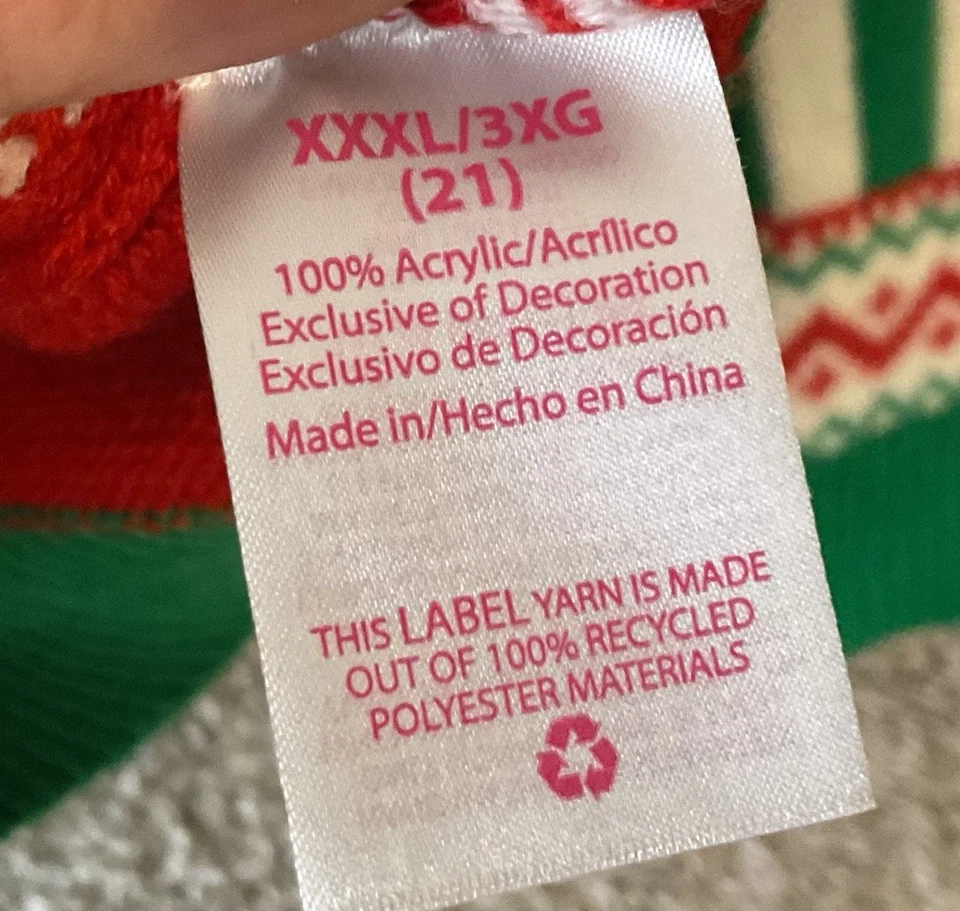 XXXL/3XG
(21)
100% Acrylic/Acrílico
Exclusive of Decoration
Exclusivo de Decoración
Made in/Hecho en China
THIS LABEL YARN IS MADE
OUT OF 100% RECYCLED
POLYESTER MATERIALS